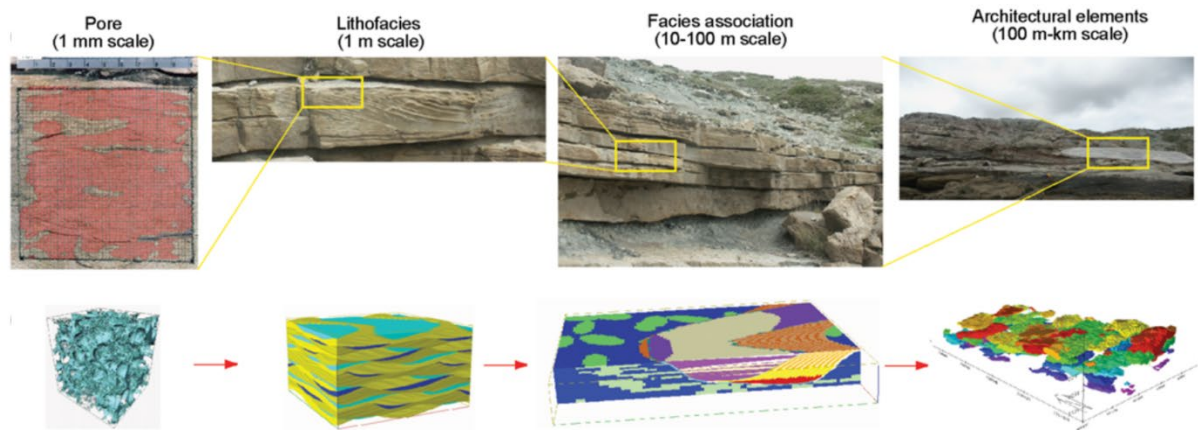 Pore
(1 mm scale)
Lithofacies
(1 m scale)
Facies association
(10-100 m scale)
Architectural elements
(100 m-km scale)